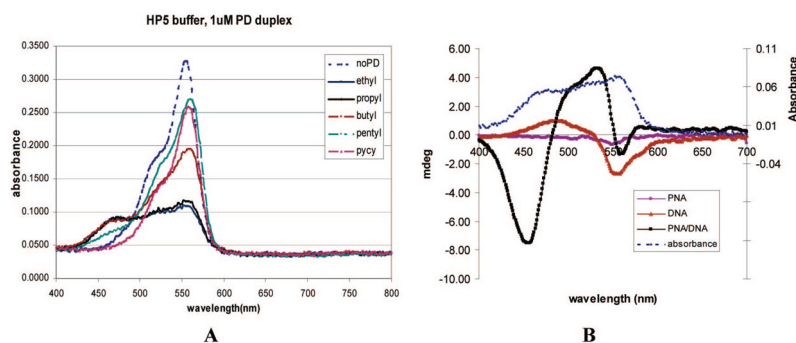 HP5 buffer, 1uM PD duplex
0.3500
0.3000
0.2500
0.2000
0.1500
0.1000
0.0500
0.0000
absorbance
noPD
ethyl
propyl
butyl
pentyl
pycy
400 450 500 550 600 650 700 750 800
wavelength(nm)
A
6.00
4.00
2.00
0.00
-2.00
-4.00
-6.00
-8.00
-10.00
mdeg
400 450 500 550 600 650 700
0.11
0.06
0.01
-0.04
Absorbance
PNA
DNA
PNA/DNA
absorbance
wavelength (nm)
B